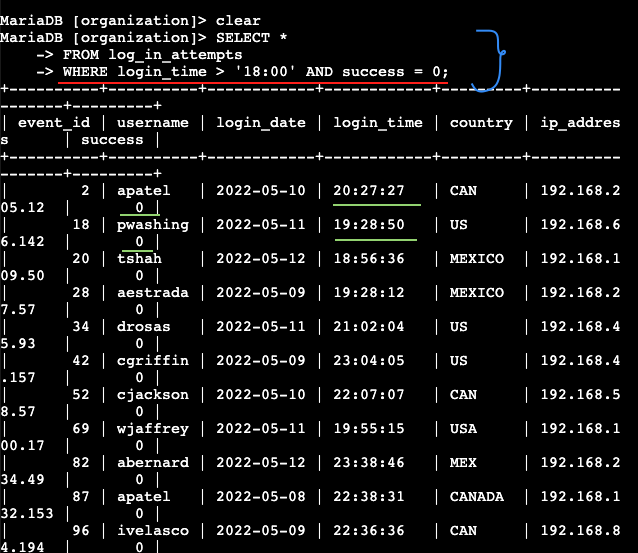 MariaDB [organization]> clear
MariaDB [organization]> SELECT *
    -> FROM log_in_attempts
    -> WHERE login_time > '18:00' AND success = 0;
+----------+----------+------------+------------+---------+-----------
-------+---------+
| event_id | username | login_date | login_time | country | ip_addres
s      | success |
+----------+----------+------------+------------+---------+-----------
-------+---------+
|        2 | apatel   | 2022-05-10 | 20:27:27   | CAN     | 192.168.2
05.12  |       0 |
|       18 | pwashing | 2022-05-11 | 19:28:50   | US      | 192.168.6
6.142  |       0 |
|       20 | tshah    | 2022-05-12 | 18:56:36   | MEXICO  | 192.168.1
09.50  |       0 |
|       28 | aestrada | 2022-05-09 | 19:28:12   | MEXICO  | 192.168.2
7.57   |       0 |
|       34 | drosas   | 2022-05-11 | 21:02:04   | US      | 192.168.4
5.93   |       0 |
|       42 | cgriffin | 2022-05-09 | 23:04:05   | US      | 192.168.4
.157   |       0 |
|       52 | cjackson | 2022-05-10 | 22:07:07   | CAN     | 192.168.5
8.57   |       0 |
|       69 | wjaffrey | 2022-05-11 | 19:55:15   | USA     | 192.168.1
00.17  |       0 |
|       82 | abernard | 2022-05-12 | 23:38:46   | MEX     | 192.168.2
34.49  |       0 |
|       87 | apatel   | 2022-05-08 | 22:38:31   | CANADA  | 192.168.1
32.153 |       0 |
|       96 | ivelasco | 2022-05-09 | 22:36:36   | CAN     | 192.168.8
4.194  |       0 |